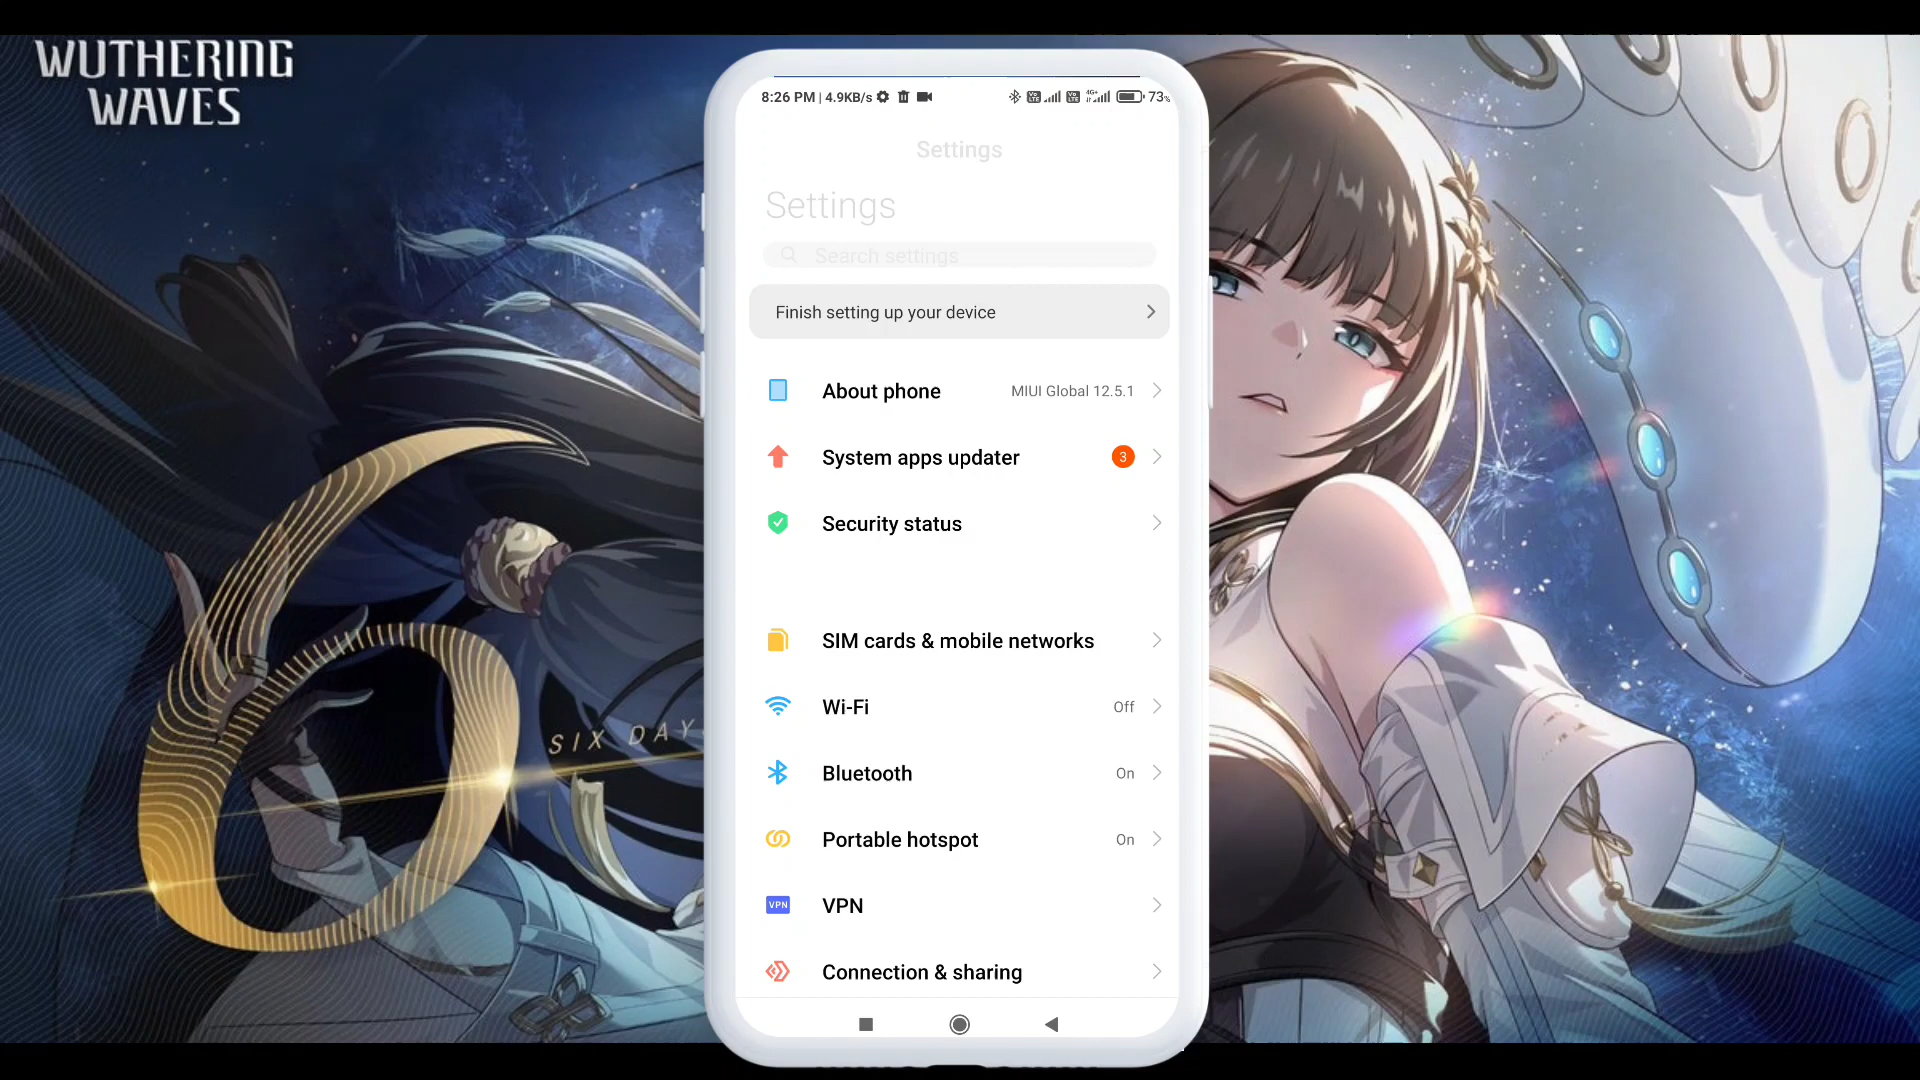 WUTHERING
WAVES
SIX DAY
8:26 PM | 4.9KB/s
73%
Settings
Settings
Search settings
Finish setting up your device
About phone MIUI Global 12.5.1
System apps updater 3
Security status
SIM cards & mobile networks
Wi-Fi Off
Bluetooth On
Portable hotspot On
VPN VPN
Connection & sharing